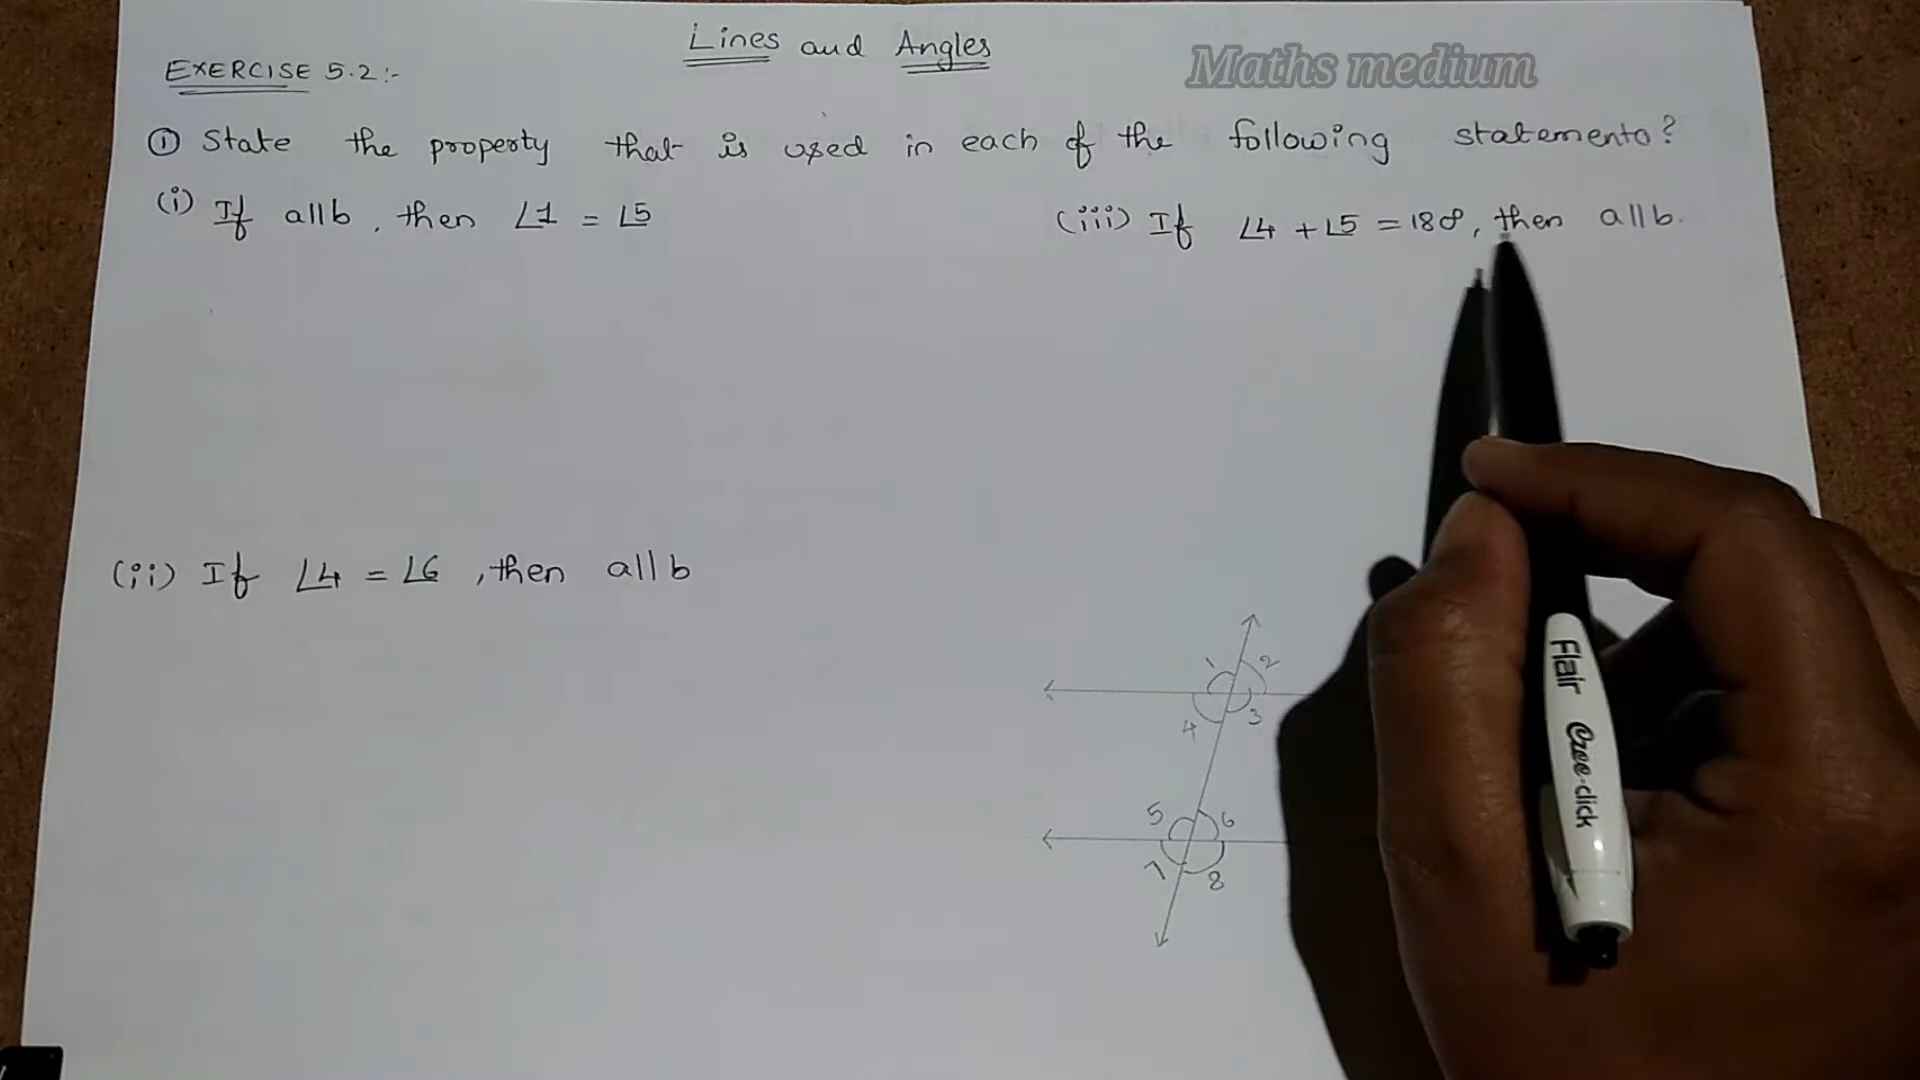 Lines and Angles
Maths medium
EXERCISE 5.2:-
① State the property that is used in each of the following statements?
(i) If a||b, then ∠1 = ∠5
(iii) If ∠4 + ∠5 = 180, then a||b.
(ii) If ∠4 = ∠6, then a||b
1 2
4 3
5 6
7 8
Flair Cree-click